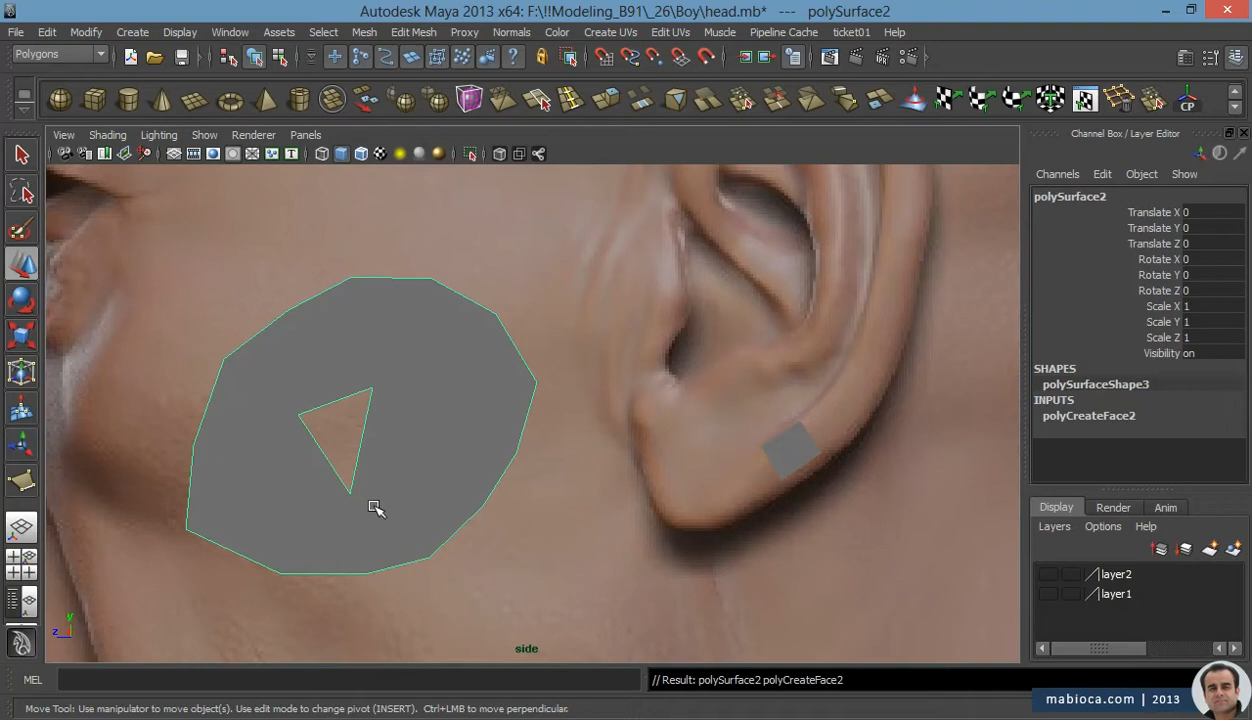 Autodesk Maya 2013 x64: F:\!!Modeling_B91\_26\Boy\head.mb*   ---   polySurface2
File Edit Modify Create Display Window Assets Select Mesh Edit Mesh Proxy Normals Color Create UVs Edit UVs Muscle Pipeline Cache ticket01 Help
Polygons
CP
View Shading Lighting Show Renderer Panels
Channel Box / Layer Editor
Channels Edit Object Show
polySurface2
Translate X 0
Translate Y 0
Translate Z 0
Rotate X 0
Rotate Y 0
Rotate Z 0
Scale X 1
Scale Y 1
Scale Z 1
Visibility on
SHAPES
polySurfaceShape3
INPUTS
polyCreateFace2
Display Render Anim
Layers Options Help
layer2
layer1
y
z
side
MEL
// Result: polySurface2 polyCreateFace2
mabioca.com | 2013
Move Tool: Use manipulator to move object(s). Use edit mode to change pivot (INSERT).  Ctrl+LMB to move perpendicular.